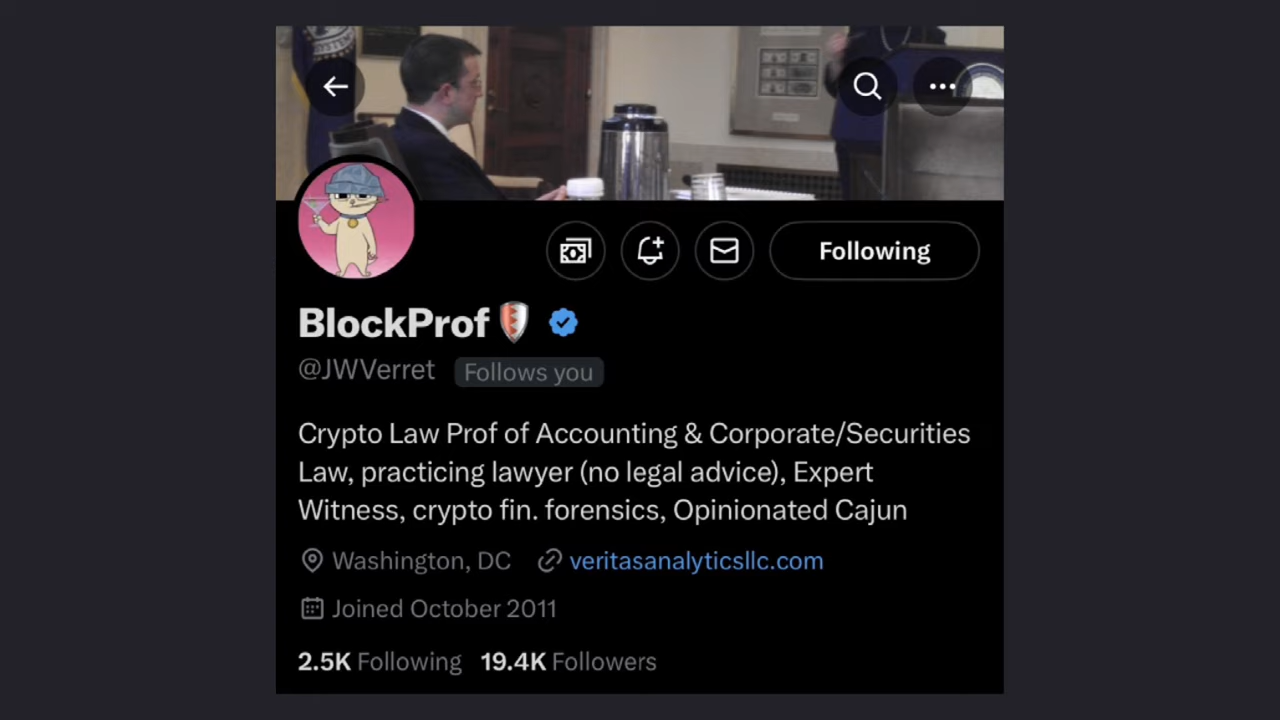 Following
BlockProf
@JWVerret Follows you
Crypto Law Prof of Accounting & Corporate/Securities
Law, practicing lawyer (no legal advice), Expert
Witness, crypto fin. forensics, Opinionated Cajun
Washington, DC veritasanalyticsllc.com
Joined October 2011
2.5K Following 19.4K Followers